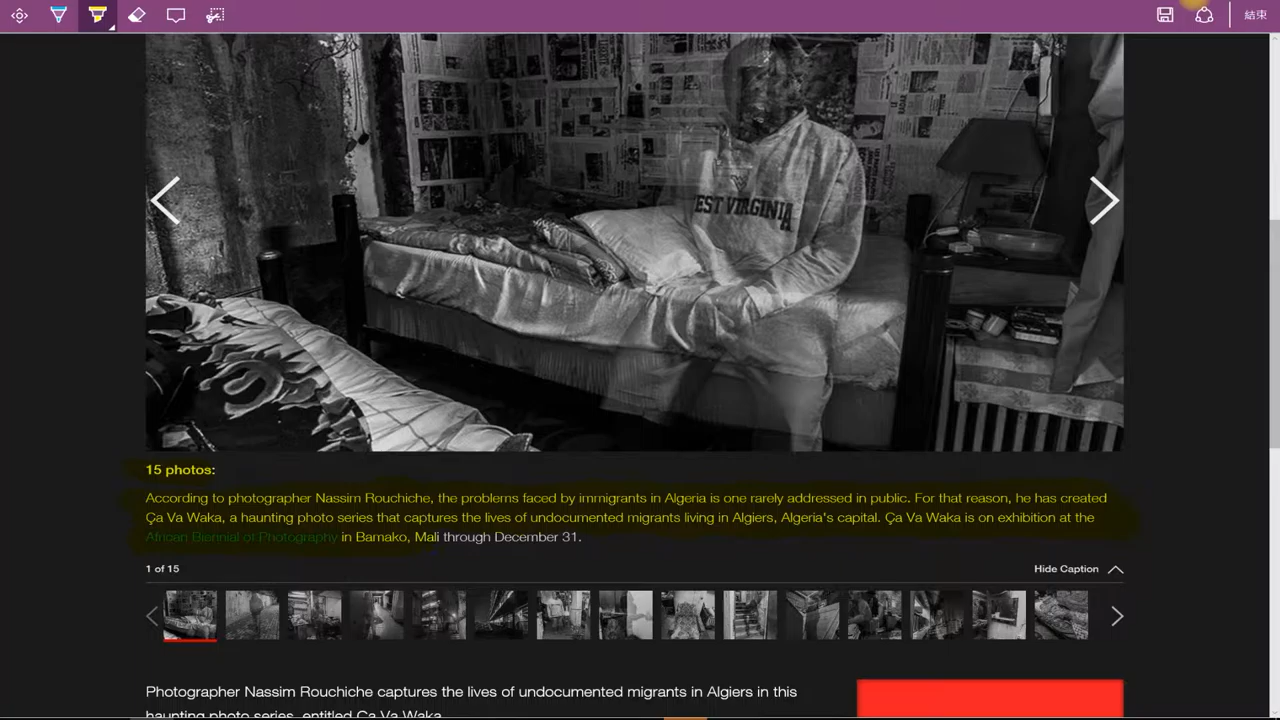 結束
EST VIRGINIA
15 photos:
According to photographer Nassim Rouchiche, the problems faced by immigrants in Algeria is one rarely addressed in public. For that reason, he has created
Ça Va Waka, a haunting photo series that captures the lives of undocumented migrants living in Algiers, Algeria's capital. Ça Va Waka is on exhibition at the
African Biennial of Photography in Bamako, Mali through December 31.
1 of 15
Hide Caption
Photographer Nassim Rouchiche captures the lives of undocumented migrants in Algiers in this
haunting photo series, entitled Ça Va Waka